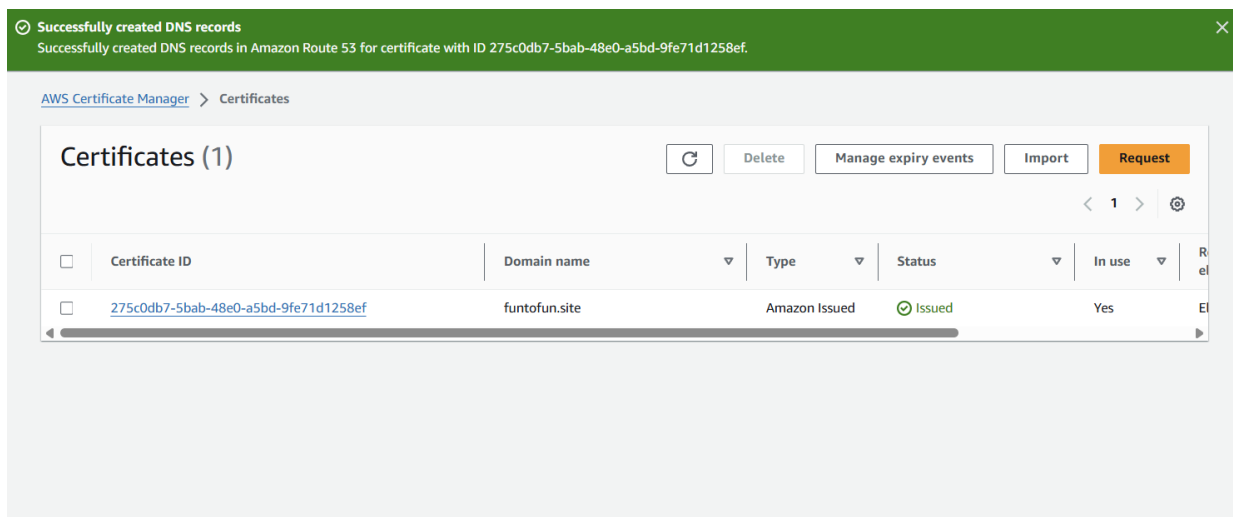 Successfully created DNS records
Successfully created DNS records in Amazon Route 53 for certificate with ID 275c0db7-5bab-48e0-a5bd-9fe71d1258ef.
AWS Certificate Manager > Certificates
Certificates (1)
Delete
Manage expiry events
Import
Request
< 1 >
Certificate ID Domain name Type Status In use
275c0db7-5bab-48e0-a5bd-9fe71d1258ef funtofun.site Amazon Issued Issued Yes